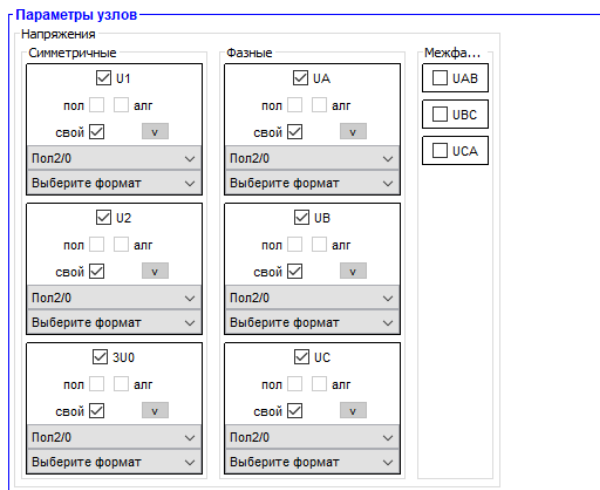 Параметры узлов
Напряжения
Симметричные
Фазные
Межфа...
U1
UA
UAB
пол алг
пол алг
UBC
свой v
свой v
UCA
Пол2/0
Пол2/0
Выберите формат
Выберите формат
U2
UB
пол алг
пол алг
свой v
свой v
Пол2/0
Пол2/0
Выберите формат
Выберите формат
3U0
UC
пол алг
пол алг
свой v
свой v
Пол2/0
Пол2/0
Выберите формат
Выберите формат